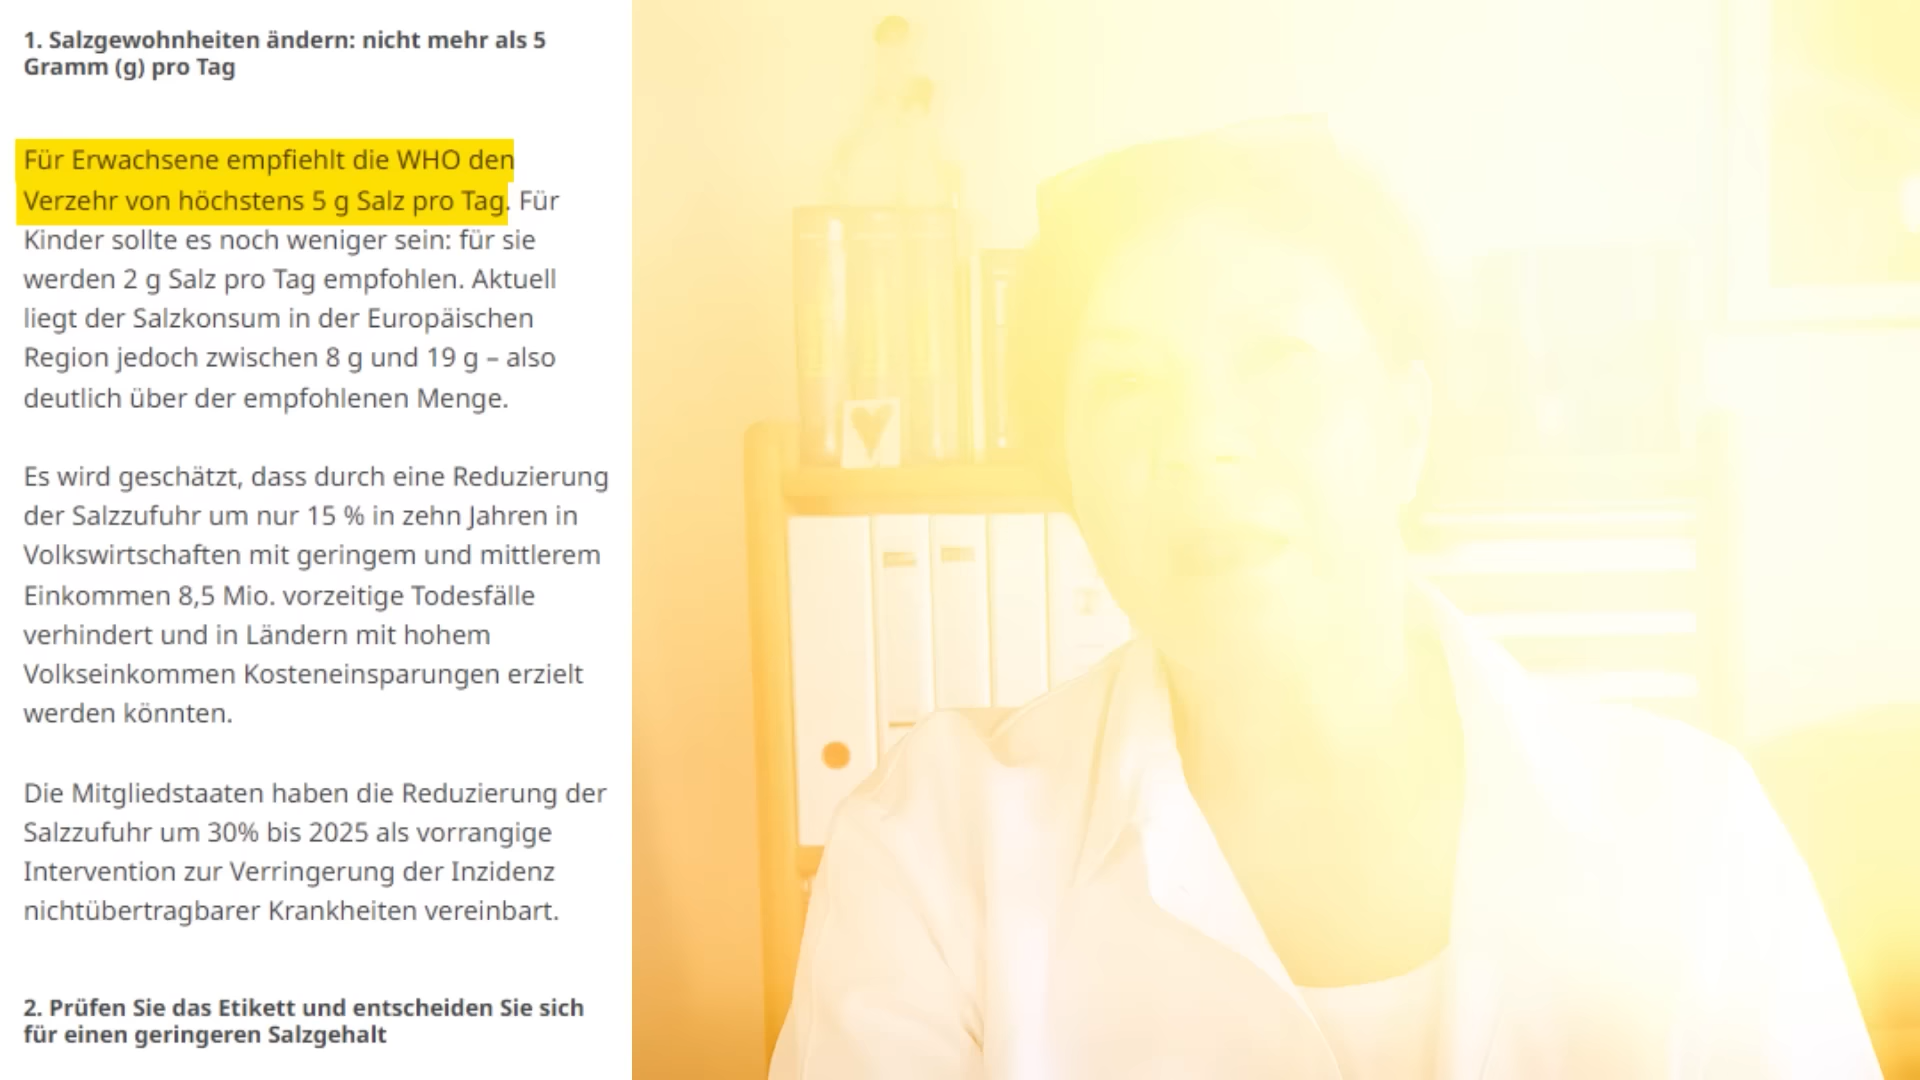 1. Salzgewohnheiten ändern: nicht mehr als 5
Gramm (g) pro Tag
Für Erwachsene empfiehlt die WHO den
Verzehr von höchstens 5 g Salz pro Tag. Für
Kinder sollte es noch weniger sein: für sie
werden 2 g Salz pro Tag empfohlen. Aktuell
liegt der Salzkonsum in der Europäischen
Region jedoch zwischen 8 g und 19 g – also
deutlich über der empfohlenen Menge.
Es wird geschätzt, dass durch eine Reduzierung
der Salzzufuhr um nur 15 % in zehn Jahren in
Volkswirtschaften mit geringem und mittlerem
Einkommen 8,5 Mio. vorzeitige Todesfälle
verhindert und in Ländern mit hohem
Volkseinkommen Kosteneinsparungen erzielt
werden könnten.
Die Mitgliedstaaten haben die Reduzierung der
Salzzufuhr um 30% bis 2025 als vorrangige
Intervention zur Verringerung der Inzidenz
nichtübertragbarer Krankheiten vereinbart.
2. Prüfen Sie das Etikett und entscheiden Sie sich
für einen geringeren Salzgehalt